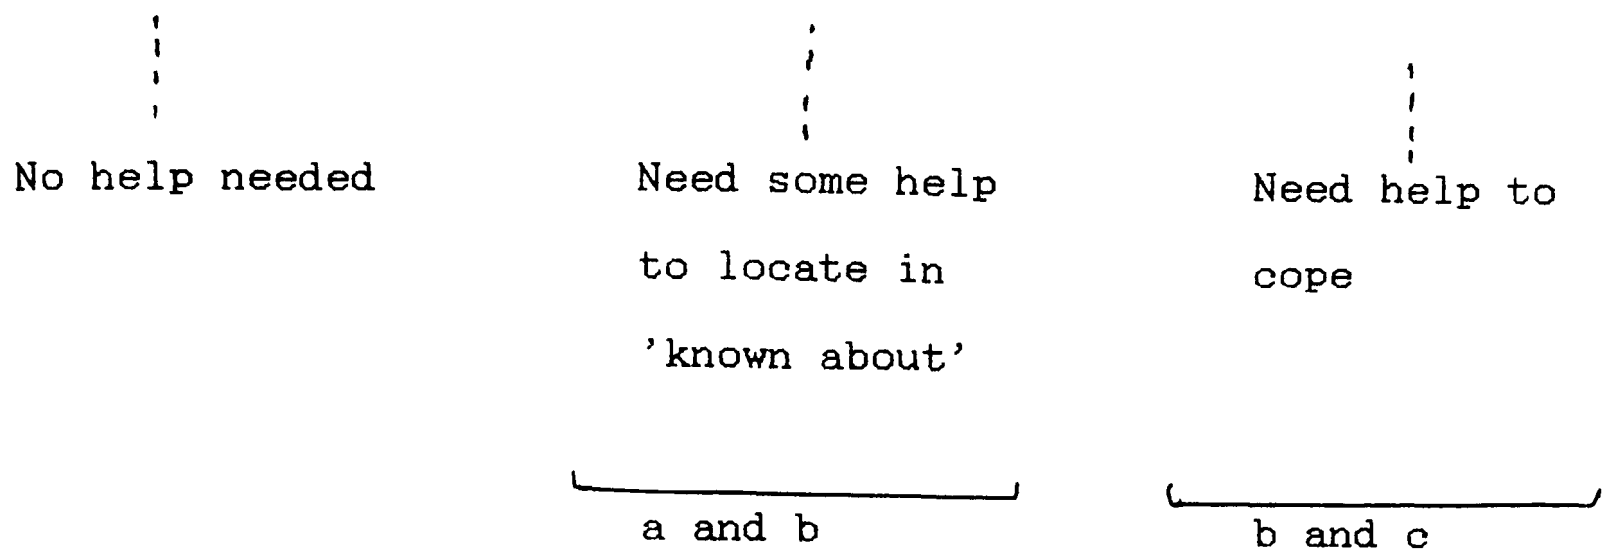 No help needed
Need some help
to locate in
'known about'
Need help to
cope
a and b
b and c